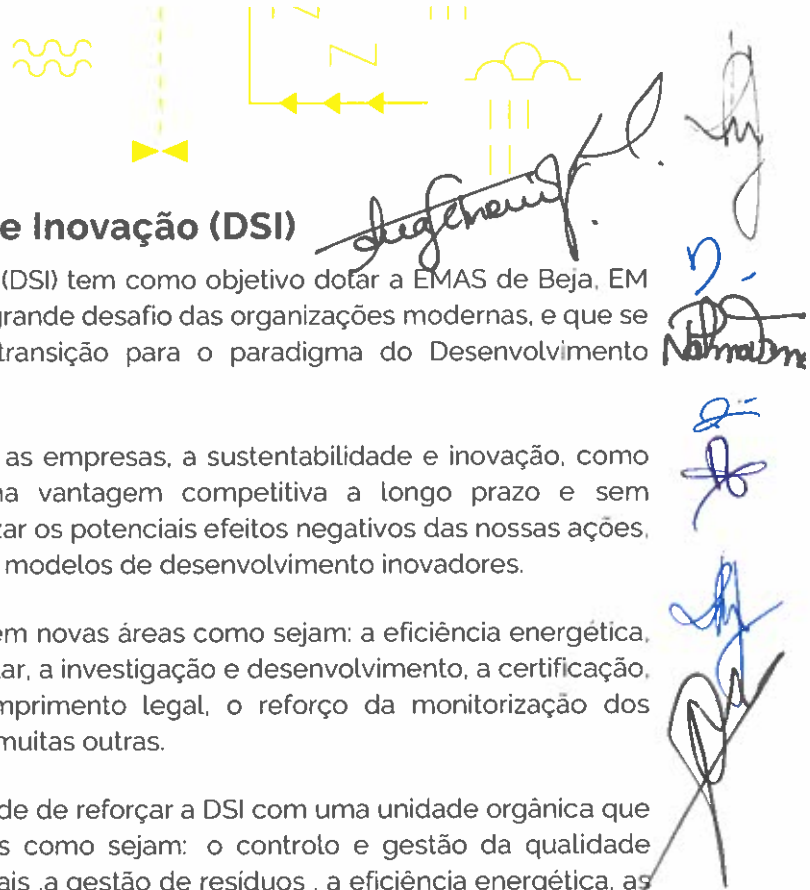 e Inovação (DSI)
(DSI) tem como objetivo dotar a EMAS de Beja, EM
grande desafio das organizações modernas, e que se
transição para o paradigma do Desenvolvimento
as empresas, a sustentabilidade e inovação, como
na vantagem competitiva a longo prazo e sem
zar os potenciais efeitos negativos das nossas ações,
modelos de desenvolvimento inovadores.
em novas áreas como sejam: a eficiência energética,
lar, a investigação e desenvolvimento, a certificação,
mprimento legal, o reforço da monitorização dos
muitas outras.
de de reforçar a DSI com uma unidade orgânica que
s como sejam: o controlo e gestão da qualidade
ais ,a gestão de resíduos , a eficiência energética, as